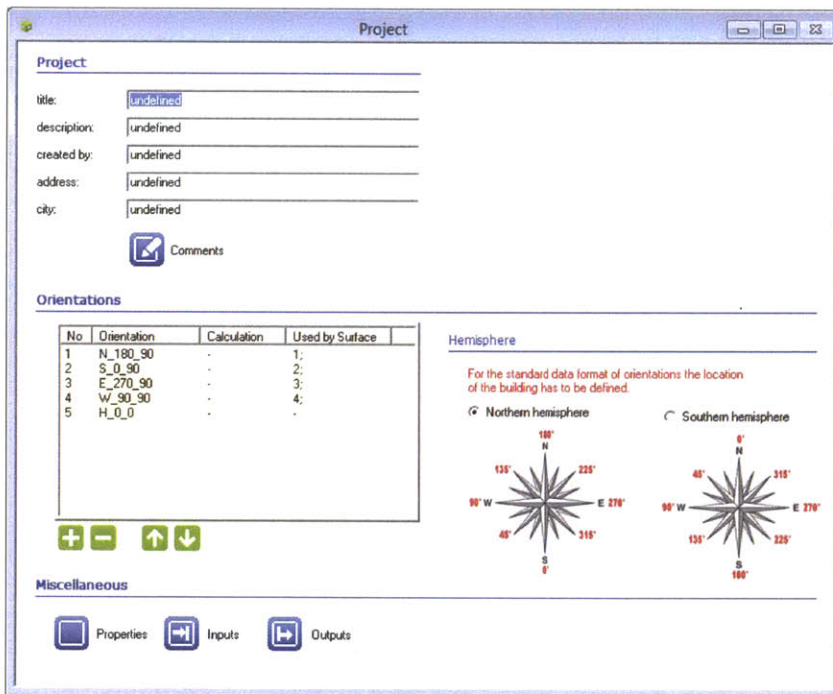 Project
Project
title: undefined
description: undefined
created by: undefined
address: undefined
city: undefined
Comments
Orientations
No Orientation Calculation Used by Surface
1 N_180_90 - 1;
2 S_0_90 - 2;
3 E_270_90 - 3;
4 W_90_90 - 4;
5 H_0_0 - -
Hemisphere
For the standard data format of orientations the location
of the building has to be defined.
Northern hemisphere
180°
N
135° 225°
90° W E 270°
45° 315°
S
0°
Southern hemisphere
0°
N
45° 315°
90° W E 270°
135° 225°
S
180°
Miscellaneous
Properties Inputs Outputs